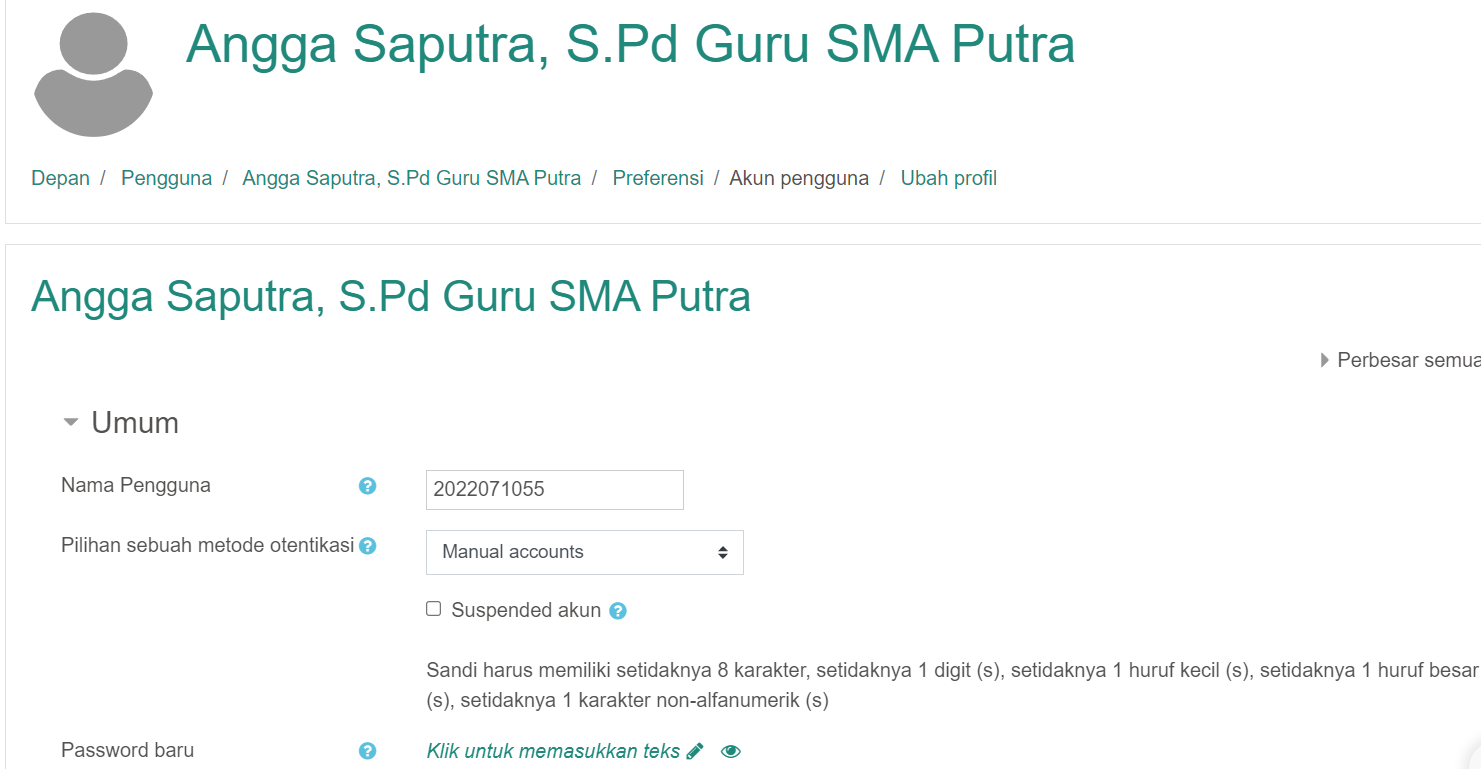 Angga Saputra, S.Pd Guru SMA Putra
Depan / Pengguna / Angga Saputra, S.Pd Guru SMA Putra / Preferensi / Akun pengguna / Ubah profil
Angga Saputra, S.Pd Guru SMA Putra
Perbesar semua
Umum
Nama Pengguna 2022071055
Pilihan sebuah metode otentikasi Manual accounts
Suspended akun
Sandi harus memiliki setidaknya 8 karakter, setidaknya 1 digit (s), setidaknya 1 huruf kecil (s), setidaknya 1 huruf besar
(s), setidaknya 1 karakter non-alfanumerik (s)
Password baru Klik untuk memasukkan teks